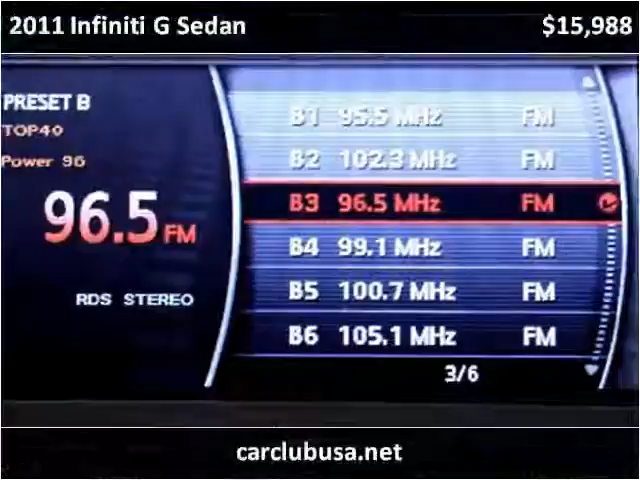 2011 Infiniti G Sedan $15,988
PRESET B
TOP40
Power 96
96.5 FM
RDS STEREO
B1 95.5 MHz FM
B2 102.3 MHz FM
B3 96.5 MHz FM
B4 99.1 MHz FM
B5 100.7 MHz FM
B6 105.1 MHz FM
3/6
carclubusa.net